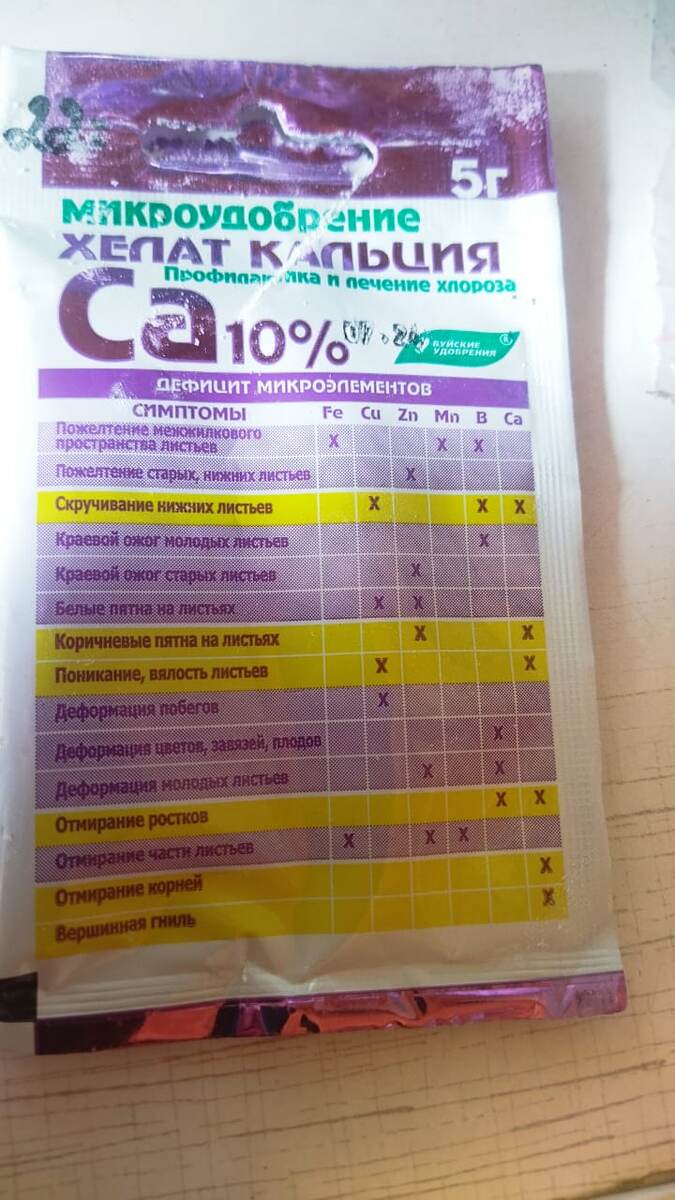 22=
5г
микроудобрение
ХЕЛАТ КАЛЬЦИЯ
Профилактика и лечение хлороза
Ca 10%
07.24
БУЙСКИЕ
УДОБРЕНИЯ ®
ДЕФИЦИТ МИКРОЭЛЕМЕНТОВ
СИМПТОМЫ Fe Cu Zn Mn B Ca
Пожелтение межжилкового
пространства листьев X X X
Пожелтение старых, нижних листьев X
Скручивание нижних листьев X X X
Краевой ожог молодых листьев X
Краевой ожог старых листьев X
Белые пятна на листьях X X
Коричневые пятна на листьях X X
Поникание, вялость листьев X X
Деформация побегов X
Деформация цветов, завязей, плодов X
Деформация молодых листьев X X
Отмирание ростков X X
Отмирание части листьев X X X
Отмирание корней X
Вершинная гниль X